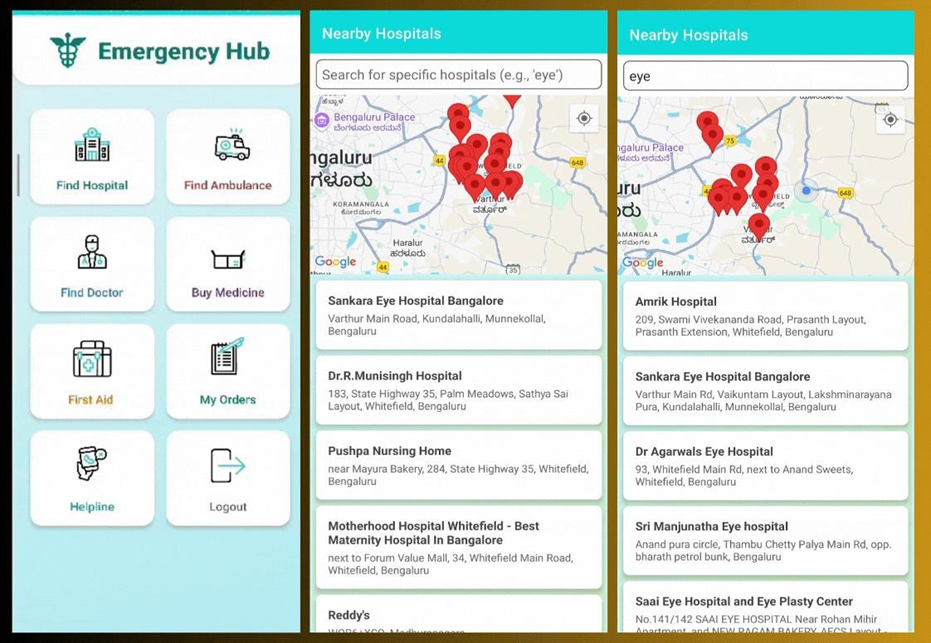 Emergency Hub
Find Hospital
Find Ambulance
Find Doctor
Buy Medicine
First Aid
My Orders
Helpline
Logout
Nearby Hospitals
Search for specific hospitals (e.g., 'eye')
Bengaluru Palace
ಬೆಂಗಳೂರು ಅರಮನೆ
44
648
ngaluru
ಗಳೂರು
KORAMANGALA
ಕೋರಮಂಗಲ
Varthur
ವರ್ತೂರ್
Haralur
ಹರಳೂರು
Google
44
35
Sankara Eye Hospital Bangalore
Varthur Main Road, Kundalahalli, Munnekollal,
Bengaluru
Dr.R.Munisingh Hospital
183, State Highway 35, Palm Meadows, Sathya Sai
Layout, Whitefield, Bengaluru
Pushpa Nursing Home
near Mayura Bakery, 284, State Highway 35, Whitefield,
Bengaluru
Motherhood Hospital Whitefield - Best
Maternity Hospital In Bangalore
next to Forum Value Mall, 34, Whitefield Main Road,
Whitefield, Bengaluru
Reddy's
Nearby Hospitals
eye
75
galuru Palace
648
uru
ರು
AMANGALA
ವರ್ತೂರ್
Google
Haralur
Amrik Hospital
209, Swami Vivekananda Road, Prasanth Layout,
Prasanth Extension, Whitefield, Bengaluru
Sankara Eye Hospital Bangalore
Varthur Main Rd, Vaikuntam Layout, Lakshminarayana
Pura, Kundalahalli, Munnekollal, Bengaluru
Dr Agarwals Eye Hospital
93, Whitefield Main Rd, next to Anand Sweets,
Whitefield, Bengaluru
Sri Manjunatha Eye hospital
Anand pura circle, Thambu Chetty Palya Main Rd, opp.
bharath petrol bunk, Bengaluru
Saai Eye Hospital and Eye Plasty Center
No.141/142 SAAI EYE HOSPITAL Near Rohan Mihir
Apartment, and NEW RAGAM BAKERY, AECS Layout -